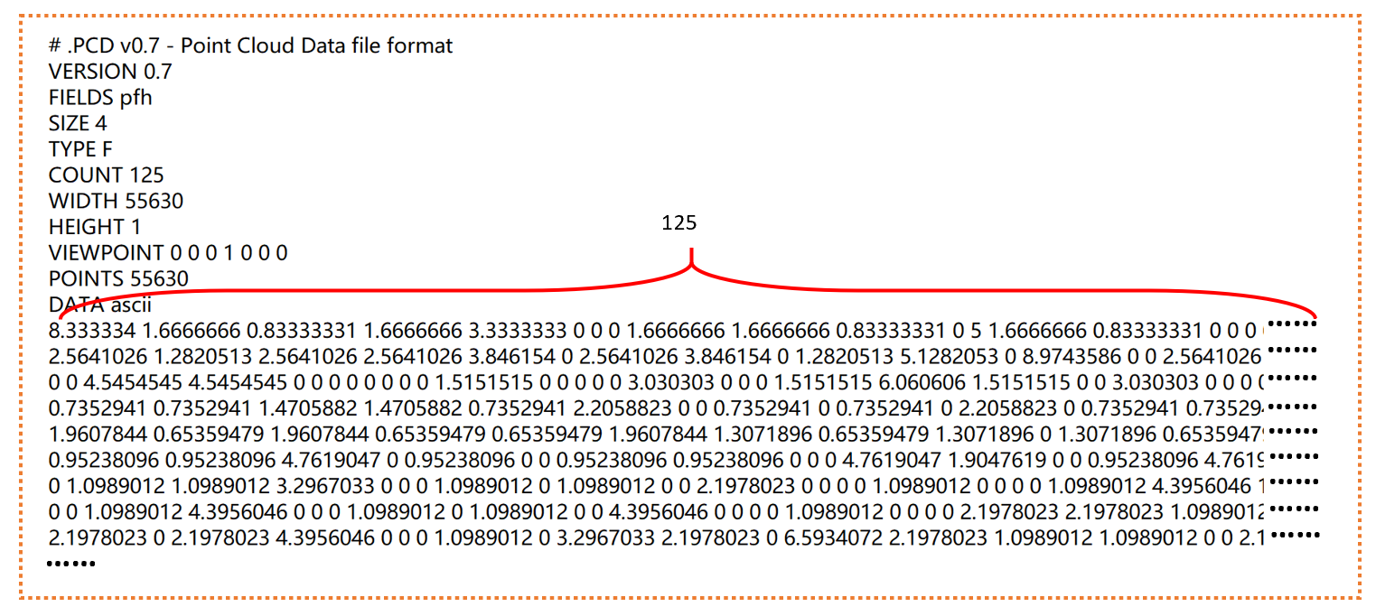 # .PCD v0.7 - Point Cloud Data file format
VERSION 0.7
FIELDS pfh
SIZE 4
TYPE F
COUNT 125
WIDTH 55630
HEIGHT 1
125
VIEWPOINT 0 0 0 1 0 0 0
POINTS 55630
DATA ascii
8.333334 1.6666666 0.83333331 1.6666666 3.3333333 0 0 0 1.6666666 1.6666666 0.83333331 0 5 1.6666666 0.83333331 0 0 0 ••••••
2.5641026 1.2820513 2.5641026 2.5641026 3.846154 0 2.5641026 3.846154 0 1.2820513 5.1282053 0 8.9743586 0 0 2.5641026 ••••••
0 0 4.5454545 4.5454545 0 0 0 0 0 0 0 0 1.5151515 0 0 0 0 0 3.030303 0 0 0 1.5151515 6.060606 1.5151515 0 0 3.030303 0 0 0 ••••••
0.7352941 0.7352941 1.4705882 1.4705882 0.7352941 2.2058823 0 0 0.7352941 0 0.7352941 0 2.2058823 0 0.7352941 0.73529 ••••••
1.9607844 0.65359479 1.9607844 0.65359479 0.65359479 1.9607844 1.3071896 0.65359479 1.3071896 0 1.3071896 0.6535947 ••••••
0.95238096 0.95238096 4.7619047 0 0.95238096 0 0 0.95238096 0.95238096 0 0 0 4.7619047 1.9047619 0 0 0.95238096 4.7619 ••••••
0 1.0989012 1.0989012 3.2967033 0 0 0 1.0989012 0 1.0989012 0 0 2.1978023 0 0 0 0 1.0989012 0 0 0 0 1.0989012 4.3956046 1 ••••••
0 0 1.0989012 4.3956046 0 0 0 1.0989012 0 1.0989012 0 0 4.3956046 0 0 0 0 1.0989012 0 0 0 0 2.1978023 2.1978023 1.0989012 ••••••
2.1978023 0 2.1978023 4.3956046 0 0 0 1.0989012 0 3.2967033 2.1978023 0 6.5934072 2.1978023 1.0989012 1.0989012 0 0 2.1 ••••••
••••••